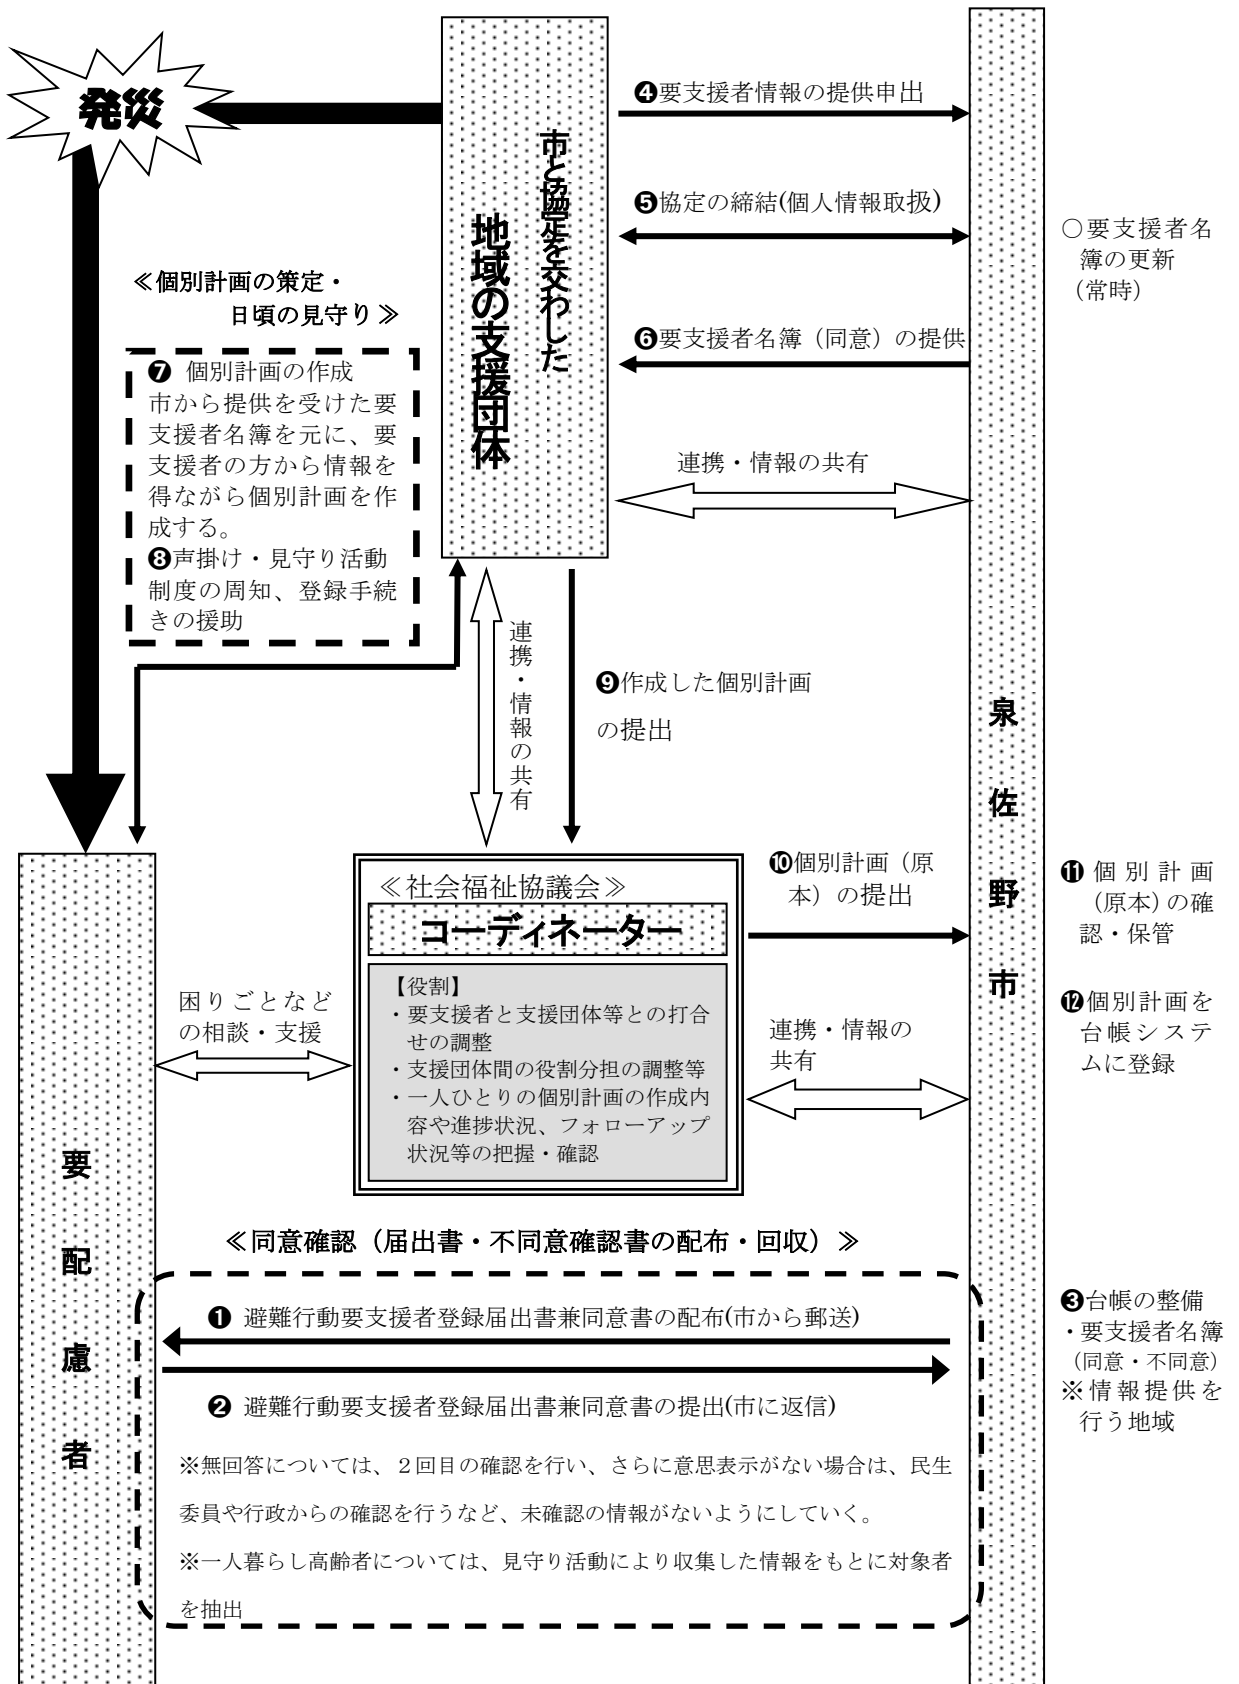 発災
市と協定を交わした
地域の支援団体
❹要支援者情報の提供申出
❺協定の締結(個人情報取扱)
❻要支援者名簿（同意）の提供
連携・情報の共有
○要支援者名
簿の更新
（常時）
≪個別計画の策定・
日頃の見守り≫
❼ 個別計画の作成
市から提供を受けた要
支援者名簿を元に、要
支援者の方から情報を
得ながら個別計画を作
成する。
❽声掛け・見守り活動
制度の周知、登録手続
きの援助
連携・情報の共有
❾作成した個別計画
の提出
泉佐野市
≪社会福祉協議会≫
コーディネーター
【役割】
・要支援者と支援団体等との打合
せの調整
・支援団体間の役割分担の調整等
・一人ひとりの個別計画の作成内
容や進捗状況、フォローアップ
状況等の把握・確認
❿個別計画（原
本）の提出
連携・情報の
共有
⓫個別計画
（原本）の確
認・保管
⓬個別計画を
台帳システ
ムに登録
困りごとなど
の相談・支援
要配慮者
≪同意確認（届出書・不同意確認書の配布・回収）≫
❶ 避難行動要支援者登録届出書兼同意書の配布(市から郵送)
❷ 避難行動要支援者登録届出書兼同意書の提出(市に返信)
※無回答については、２回目の確認を行い、さらに意思表示がない場合は、民生
委員や行政からの確認を行うなど、未確認の情報がないようにしていく。
※一人暮らし高齢者については、見守り活動により収集した情報をもとに対象者
を抽出
❸台帳の整備
・要支援者名簿
（同意・不同意）
※情報提供を
行う地域